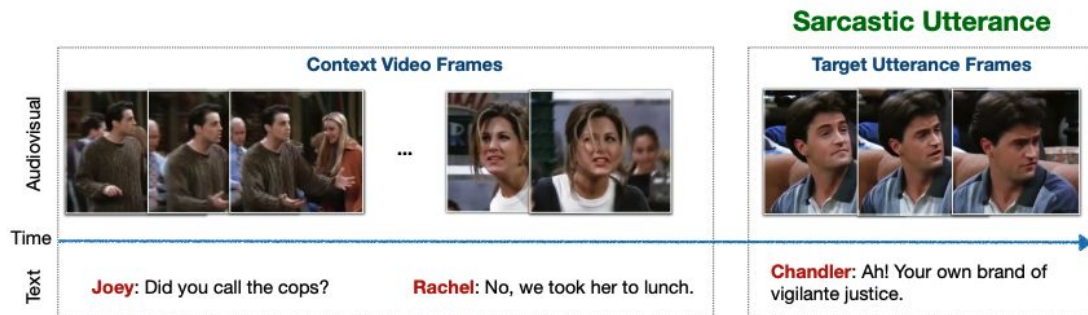 Sarcastic Utterance
Context Video Frames
Target Utterance Frames
Audiovisual
...
Time
Text
Joey: Did you call the cops?
Rachel: No, we took her to lunch.
Chandler: Ah! Your own brand of
vigilante justice.